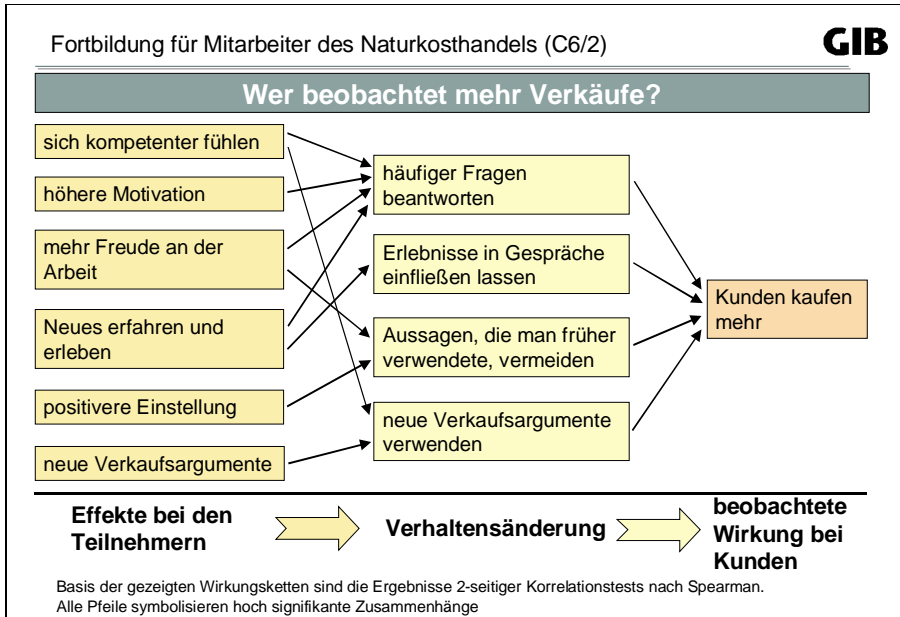 Fortbildung für Mitarbeiter des Naturkosthandels (C6/2)
GIB
Wer beobachtet mehr Verkäufe?
sich kompetenter fühlen
höhere Motivation
mehr Freude an der
Arbeit
Neues erfahren und
erleben
positivere Einstellung
neue Verkaufsargumente
häufiger Fragen
beantworten
Erlebnisse in Gespräche
einfließen lassen
Aussagen, die man früher
verwendete, vermeiden
neue Verkaufsargumente
verwenden
Kunden kaufen
mehr
Effekte bei den
Teilnehmern
Verhaltensänderung
beobachtete
Wirkung bei
Kunden
Basis der gezeigten Wirkungsketten sind die Ergebnisse 2-seitiger Korrelationstests nach Spearman.
Alle Pfeile symbolisieren hoch signifikante Zusammenhänge